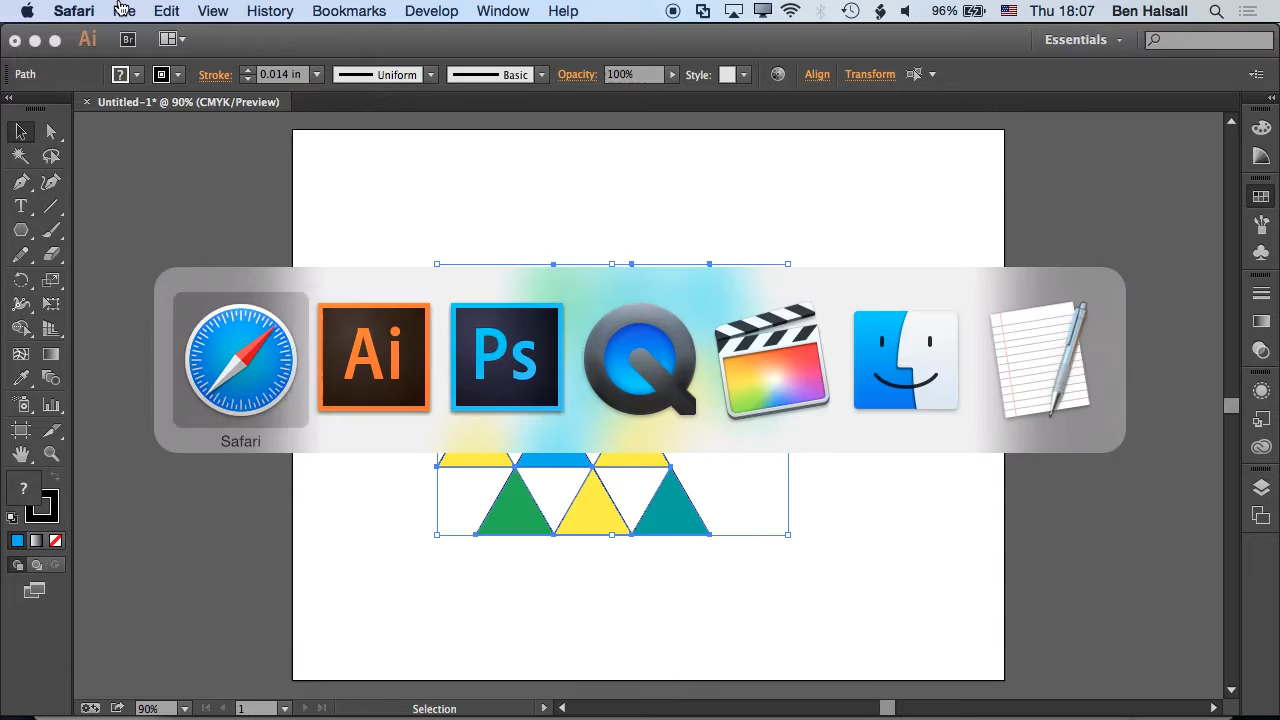 Safari Edit View History Bookmarks Develop Window Help 96% Thu 18:07 Ben Halsall
Ai Br Essentials
Path ? Stroke: 0.014 in Uniform Basic Opacity: 100% Style: Align Transform
× Untitled-1* @ 90% (CMYK/Preview)
T
Ai Ps
Safari
?
90% 1 Selection